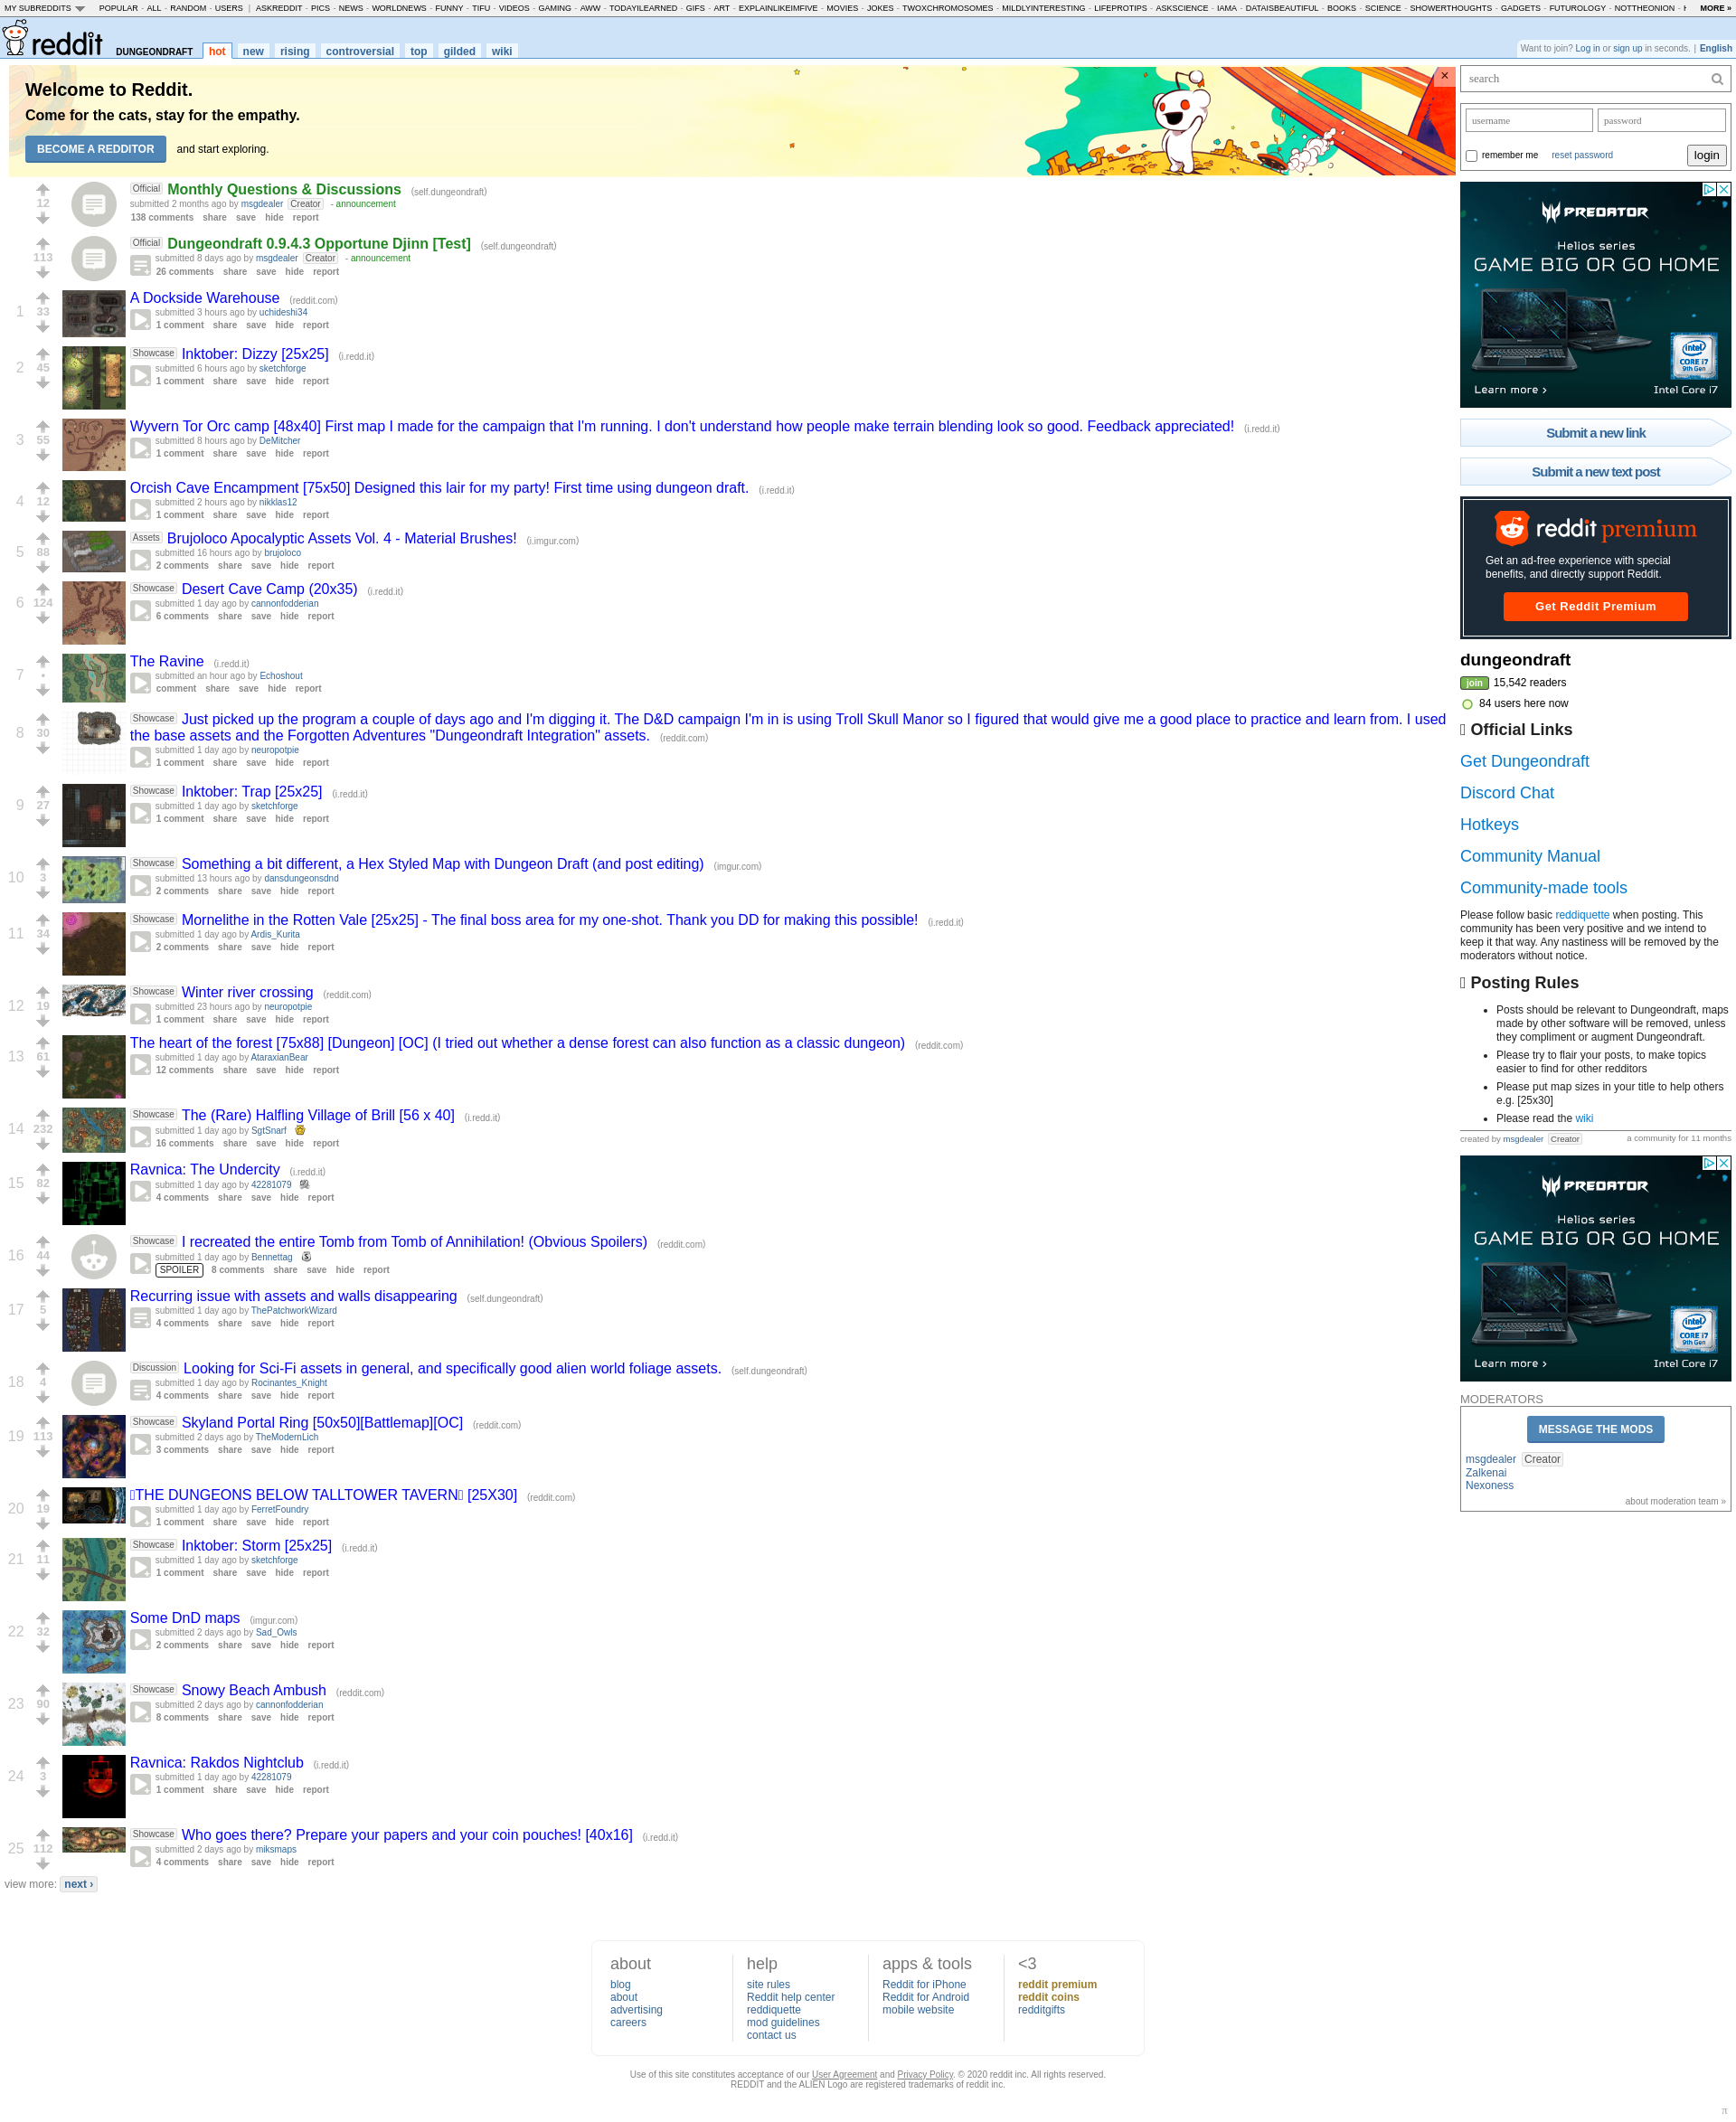 MY SUBREDDITS POPULAR - ALL - RANDOM - USERS | ASKREDDIT - PICS - NEWS - WORLDNEWS - FUNNY - TIFU - VIDEOS - GAMING - AWW - TODAYILEARNED - GIFS - ART - EXPLAINLIKEIMFIVE - MOVIES - JOKES - TWOXCHROMOSOMES - MILDLYINTERESTING - LIFEPROTIPS - ASKSCIENCE - IAMA - DATAISBEAUTIFUL - BOOKS - SCIENCE - SHOWERTHOUGHTS - GADGETS - FUTUROLOGY - NOTTHEONION - MORE »
reddit DUNGEONDRAFT hot new rising controversial top gilded wiki
Want to join? Log in or sign up in seconds. | English
Welcome to Reddit.
Come for the cats, stay for the empathy.
BECOME A REDDITOR and start exploring.
12
Official Monthly Questions & Discussions (self.dungeondraft)
submitted 2 months ago by msgdealer Creator - announcement
138 comments share save hide report
113
Official Dungeondraft 0.9.4.3 Opportune Djinn [Test] (self.dungeondraft)
submitted 8 days ago by msgdealer Creator - announcement
26 comments share save hide report
1 33
A Dockside Warehouse (reddit.com)
submitted 3 hours ago by uchideshi34
1 comment share save hide report
2 45
Showcase Inktober: Dizzy [25x25] (i.redd.it)
submitted 6 hours ago by sketchforge
1 comment share save hide report
3 55
Wyvern Tor Orc camp [48x40] First map I made for the campaign that I'm running. I don't understand how people make terrain blending look so good. Feedback appreciated! (i.redd.it)
submitted 8 hours ago by DeMitcher
1 comment share save hide report
4 12
Orcish Cave Encampment [75x50] Designed this lair for my party! First time using dungeon draft. (i.redd.it)
submitted 2 hours ago by nikklas12
1 comment share save hide report
5 88
Assets Brujoloco Apocalyptic Assets Vol. 4 - Material Brushes! (i.imgur.com)
submitted 16 hours ago by brujoloco
2 comments share save hide report
6 124
Showcase Desert Cave Camp (20x35) (i.redd.it)
submitted 1 day ago by cannonfodderian
6 comments share save hide report
7 •
The Ravine (i.redd.it)
submitted an hour ago by Echoshout
comment share save hide report
8 30
Showcase Just picked up the program a couple of days ago and I'm digging it. The D&D campaign I'm in is using Troll Skull Manor so I figured that would give me a good place to practice and learn from. I used
the base assets and the Forgotten Adventures "Dungeondraft Integration" assets. (reddit.com)
submitted 1 day ago by neuropotpie
1 comment share save hide report
9 27
Showcase Inktober: Trap [25x25] (i.redd.it)
submitted 1 day ago by sketchforge
1 comment share save hide report
10 3
Showcase Something a bit different, a Hex Styled Map with Dungeon Draft (and post editing) (imgur.com)
submitted 13 hours ago by dansdungeonsdnd
2 comments share save hide report
11 34
Showcase Mornelithe in the Rotten Vale [25x25] - The final boss area for my one-shot. Thank you DD for making this possible! (i.redd.it)
submitted 1 day ago by Ardis_Kurita
2 comments share save hide report
12 19
Showcase Winter river crossing (reddit.com)
submitted 23 hours ago by neuropotpie
1 comment share save hide report
13 61
The heart of the forest [75x88] [Dungeon] [OC] (I tried out whether a dense forest can also function as a classic dungeon) (reddit.com)
submitted 1 day ago by AtaraxianBear
12 comments share save hide report
14 232
Showcase The (Rare) Halfling Village of Brill [56 x 40] (i.redd.it)
submitted 1 day ago by SgtSnarf
16 comments share save hide report
15 82
Ravnica: The Undercity (i.redd.it)
submitted 1 day ago by 42281079
4 comments share save hide report
16 44
Showcase I recreated the entire Tomb from Tomb of Annihilation! (Obvious Spoilers) (reddit.com)
submitted 1 day ago by Bennettag
SPOILER 8 comments share save hide report
17 5
Recurring issue with assets and walls disappearing (self.dungeondraft)
submitted 1 day ago by ThePatchworkWizard
4 comments share save hide report
18 4
Discussion Looking for Sci-Fi assets in general, and specifically good alien world foliage assets. (self.dungeondraft)
submitted 1 day ago by Rocinantes_Knight
4 comments share save hide report
19 113
Showcase Skyland Portal Ring [50x50][Battlemap][OC] (reddit.com)
submitted 2 days ago by TheModernLich
3 comments share save hide report
20 19
THE DUNGEONS BELOW TALLTOWER TAVERN [25X30] (reddit.com)
submitted 1 day ago by FerretFoundry
1 comment share save hide report
21 11
Showcase Inktober: Storm [25x25] (i.redd.it)
submitted 1 day ago by sketchforge
1 comment share save hide report
22 32
Some DnD maps (imgur.com)
submitted 2 days ago by Sad_Owls
2 comments share save hide report
23 90
Showcase Snowy Beach Ambush (reddit.com)
submitted 2 days ago by cannonfodderian
8 comments share save hide report
24 3
Ravnica: Rakdos Nightclub (i.redd.it)
submitted 1 day ago by 42281079
1 comment share save hide report
25 112
Showcase Who goes there? Prepare your papers and your coin pouches! [40x16] (i.redd.it)
submitted 2 days ago by miksmaps
4 comments share save hide report
view more: next ›
search
username password
remember me reset password login
PREDATOR
Helios series
GAME BIG OR GO HOME
intel CORE i7 9th Gen
Learn more > Intel Core i7
Submit a new link
Submit a new text post
reddit premium
Get an ad-free experience with special
benefits, and directly support Reddit.
Get Reddit Premium
dungeondraft
join 15,542 readers
84 users here now
Official Links
Get Dungeondraft
Discord Chat
Hotkeys
Community Manual
Community-made tools
Please follow basic reddiquette when posting. This
community has been very positive and we intend to
keep it that way. Any nastiness will be removed by the
moderators without notice.
Posting Rules
• Posts should be relevant to Dungeondraft, maps
made by other software will be removed, unless
they compliment or augment Dungeondraft.
• Please try to flair your posts, to make topics
easier to find for other redditors
• Please put map sizes in your title to help others
e.g. [25x30]
• Please read the wiki
created by msgdealer Creator a community for 11 months
PREDATOR
Helios series
GAME BIG OR GO HOME
intel CORE i7 9th Gen
Learn more > Intel Core i7
MODERATORS
MESSAGE THE MODS
msgdealer Creator
Zalkenai
Nexoness
about moderation team »
about
blog
about
advertising
careers
help
site rules
Reddit help center
reddiquette
mod guidelines
contact us
apps & tools
Reddit for iPhone
Reddit for Android
mobile website
<3
reddit premium
reddit coins
redditgifts
Use of this site constitutes acceptance of our User Agreement and Privacy Policy. © 2020 reddit inc. All rights reserved.
REDDIT and the ALIEN Logo are registered trademarks of reddit inc.
π